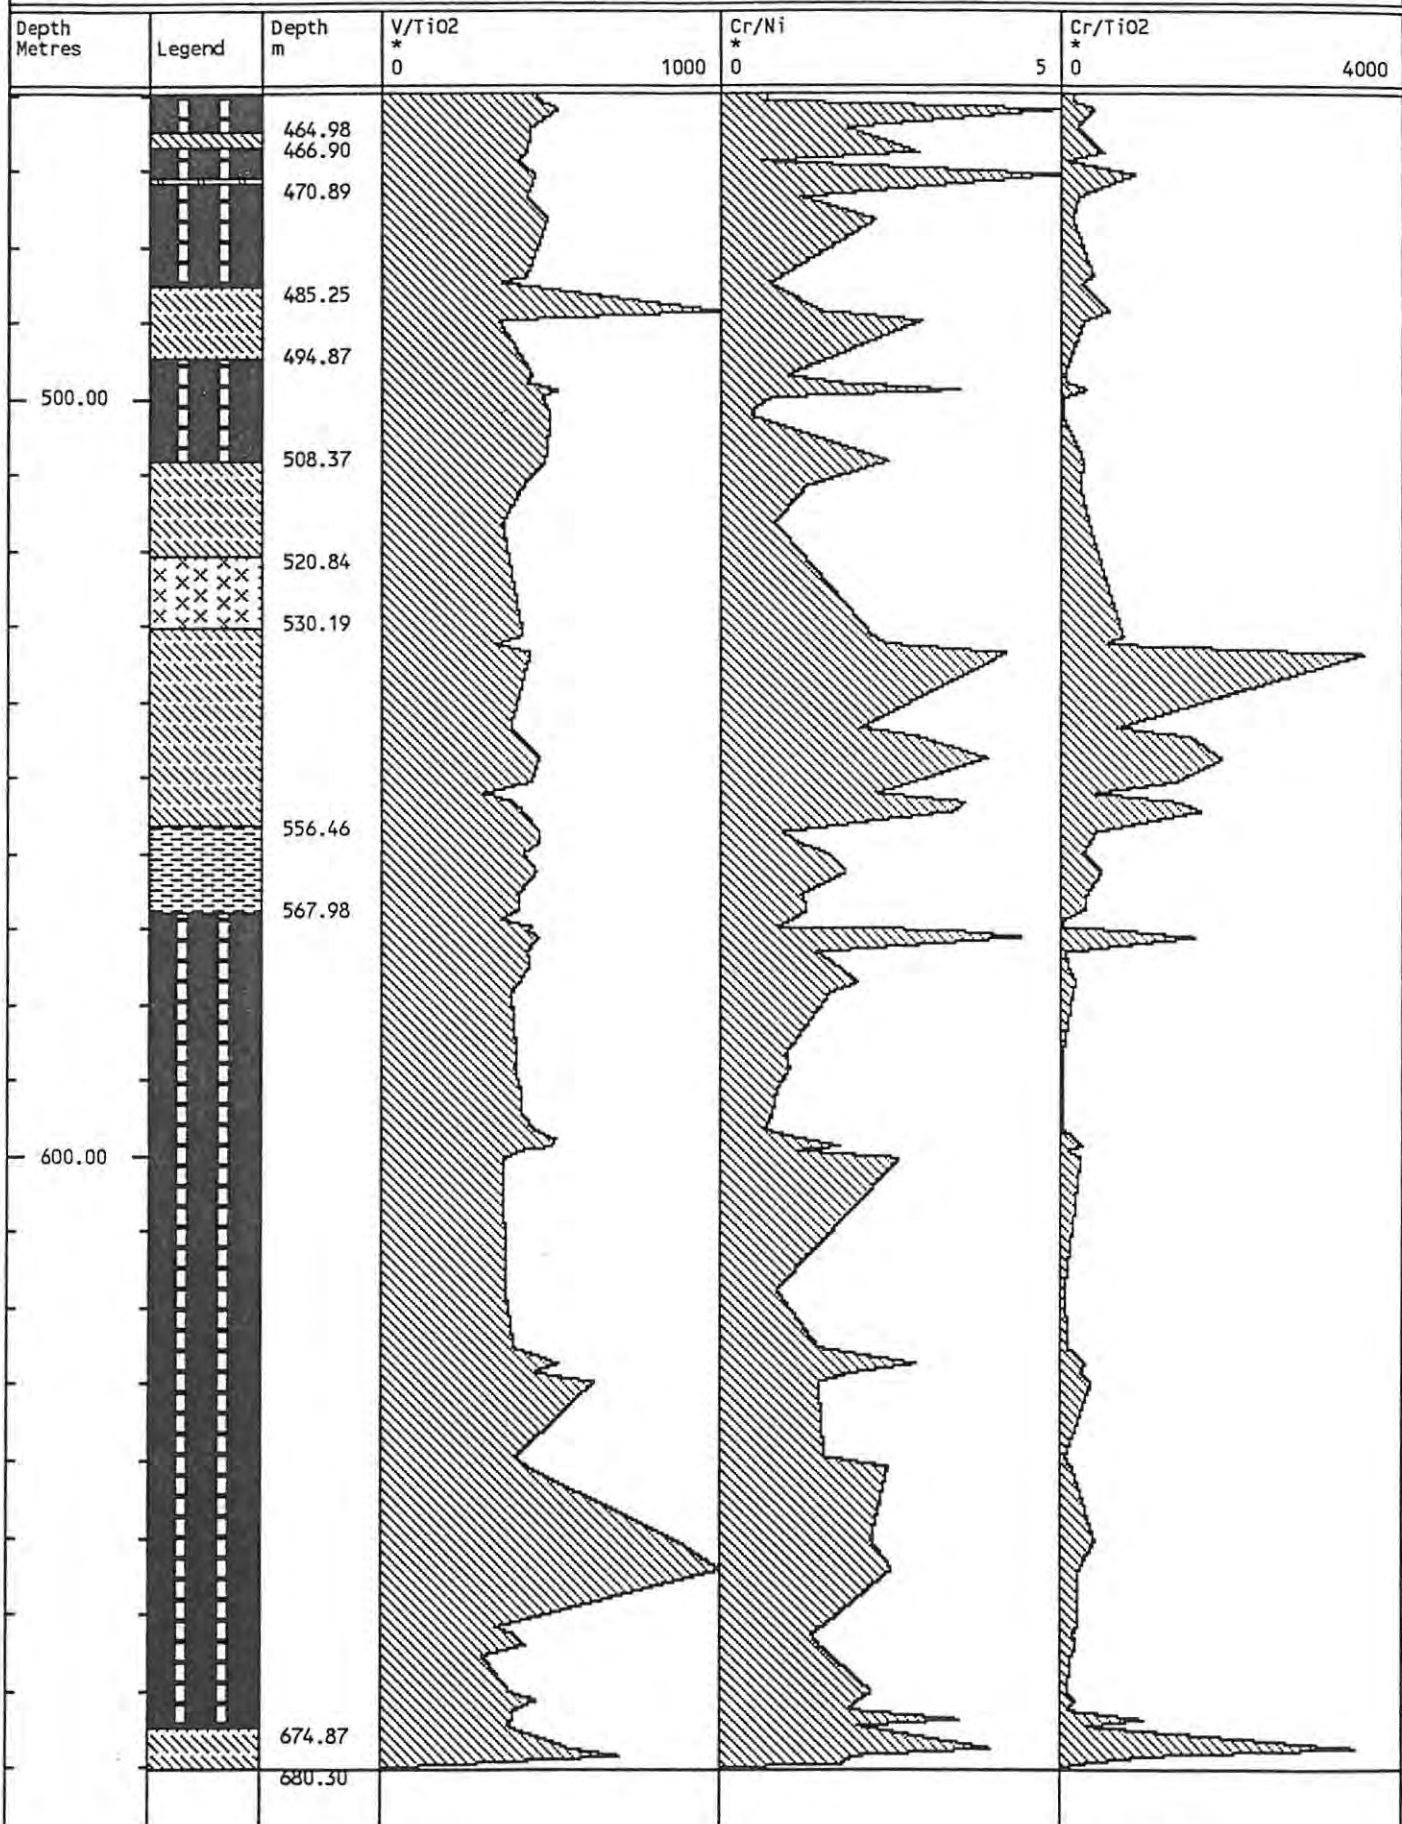 Depth
Metres
Legend
Depth
m
V/TiO2
*
0 1000
Cr/Ni
*
0 5
Cr/TiO2
*
0 4000
464.98
466.90
470.89
485.25
494.87
500.00
508.37
520.84
530.19
556.46
567.98
600.00
674.87
680.30